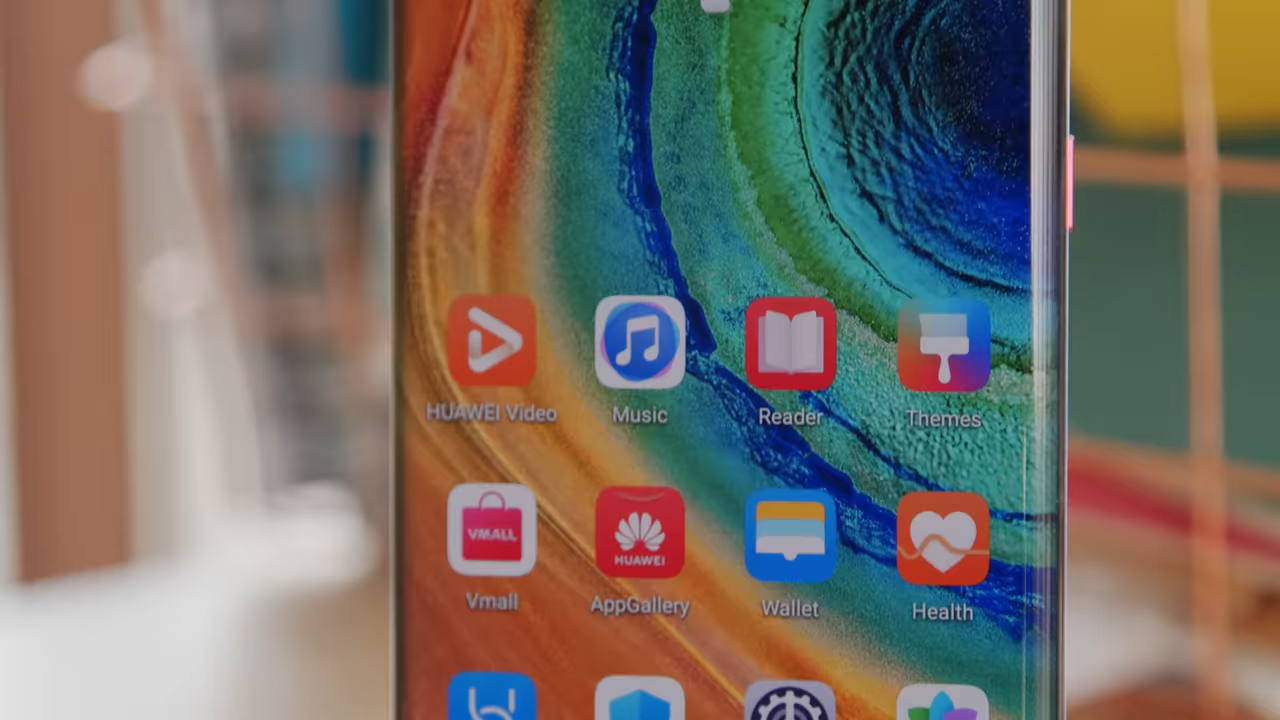 HUAWEI Video
Music
Reader
Themes
VMALL
HUAWEI
Vmall
AppGallery
Wallet
Health